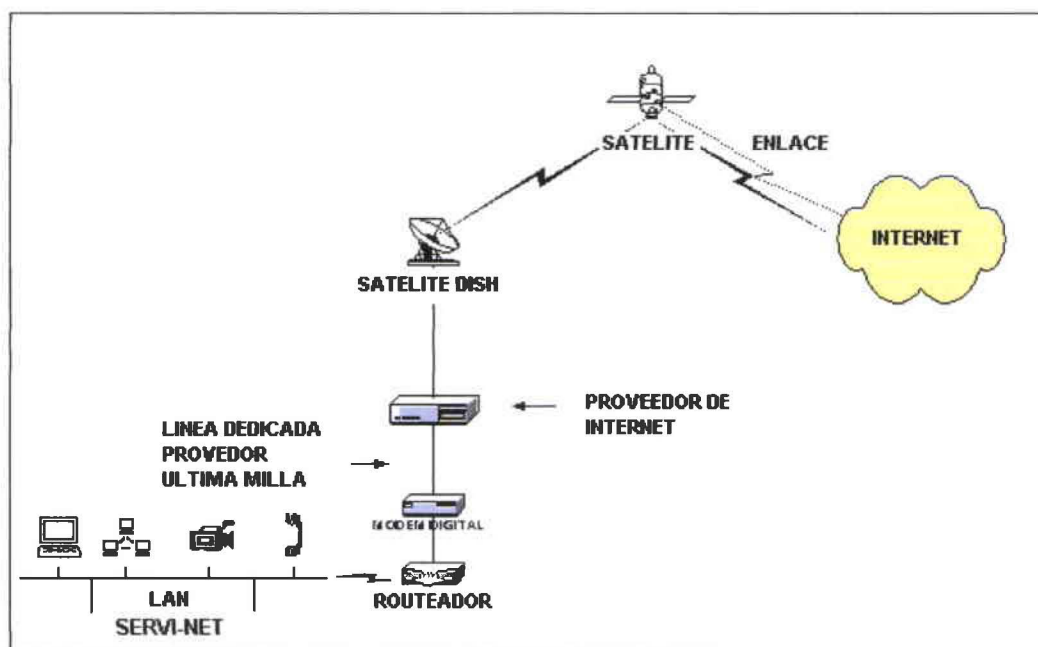 SATELITE
ENLACE
INTERNET
SATELITE DISH
PROVEEDOR DE
INTERNET
LINEA DEDICADA
PROVEDOR
ULTIMA MILLA
MODEM DIGITAL
ROUTEADOR
LAN
SERVI-NET